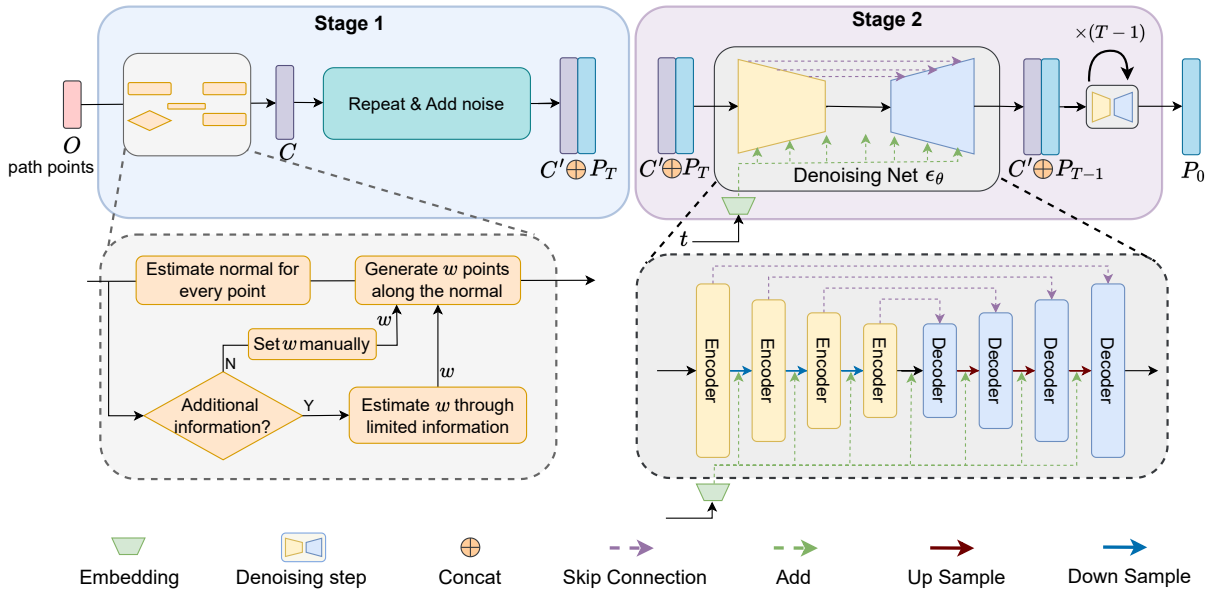 Stage 1
O
path points
C
Repeat & Add noise
C′ ⊕ P_T
Stage 2
C′ ⊕ P_T
Denoising Net ϵ_θ
t
C′ ⊕ P_{T−1}
×(T − 1)
P_0
Estimate normal for
every point
Generate w points
along the normal
w
Set w manually
N
w
Additional
information?
Y
Estimate w through
limited information
Encoder
Encoder
Encoder
Encoder
Decoder
Decoder
Decoder
Decoder
Embedding
Denoising step
Concat
Skip Connection
Add
Up Sample
Down Sample